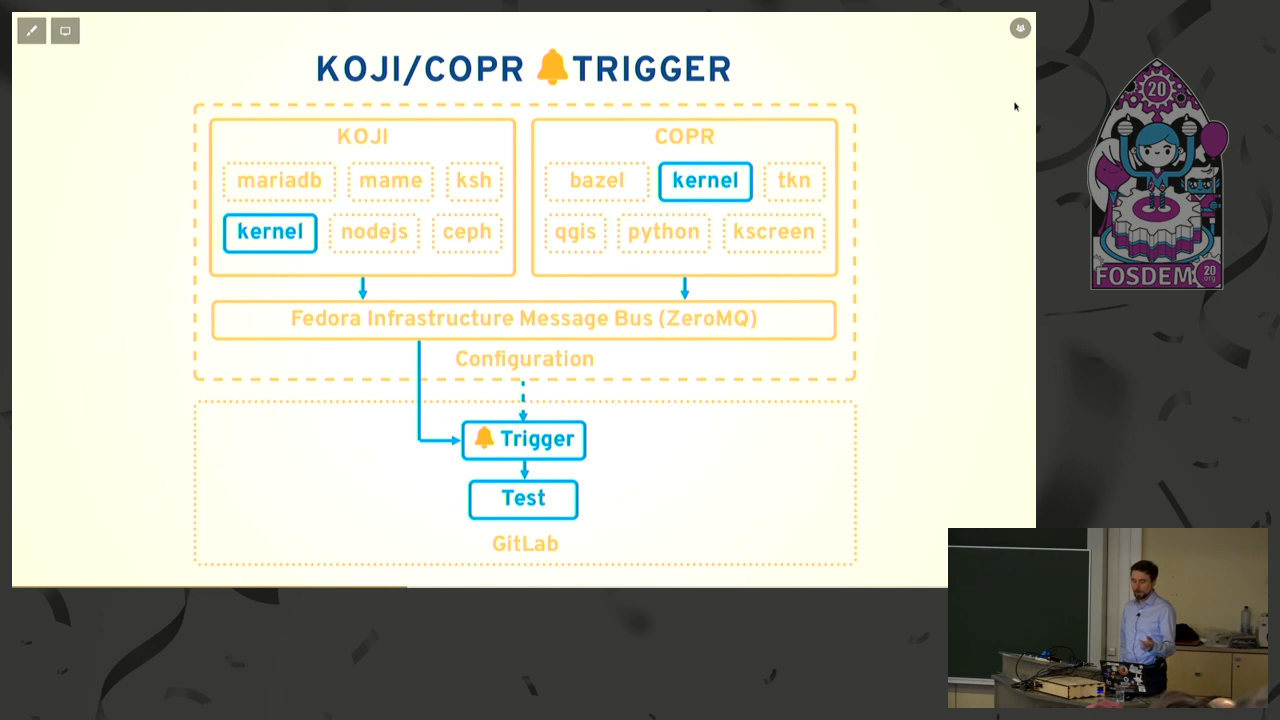 KOJI/COPR TRIGGER
KOJI
COPR
mariadb
mame
ksh
bazel
kernel
tkn
kernel
nodejs
ceph
qgis
python
kscreen
Fedora Infrastructure Message Bus (ZeroMQ)
Configuration
Trigger
Test
GitLab
20
FOSDEM
20
.org